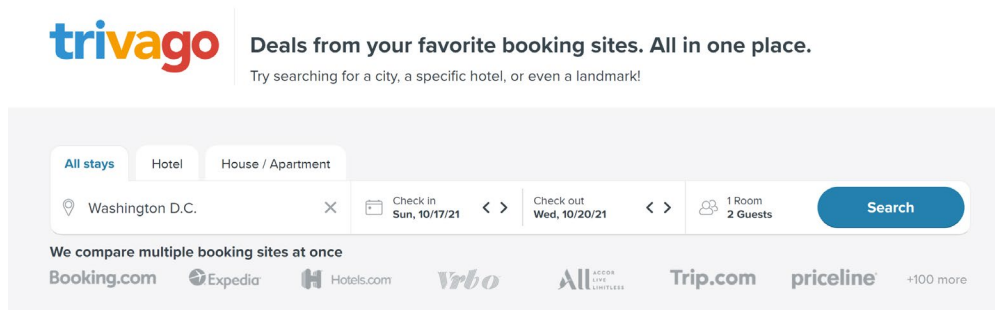 trivago
Deals from your favorite booking sites. All in one place.
Try searching for a city, a specific hotel, or even a landmark!
All stays
Hotel
House / Apartment
Washington D.C.
Check in
Sun, 10/17/21
Check out
Wed, 10/20/21
1 Room
2 Guests
Search
We compare multiple booking sites at once
Booking.com
Expedia
H Hotels.com
Vrbo
ALL ACCOR
LIVE
LIMITLESS
Trip.com
priceline
+100 more